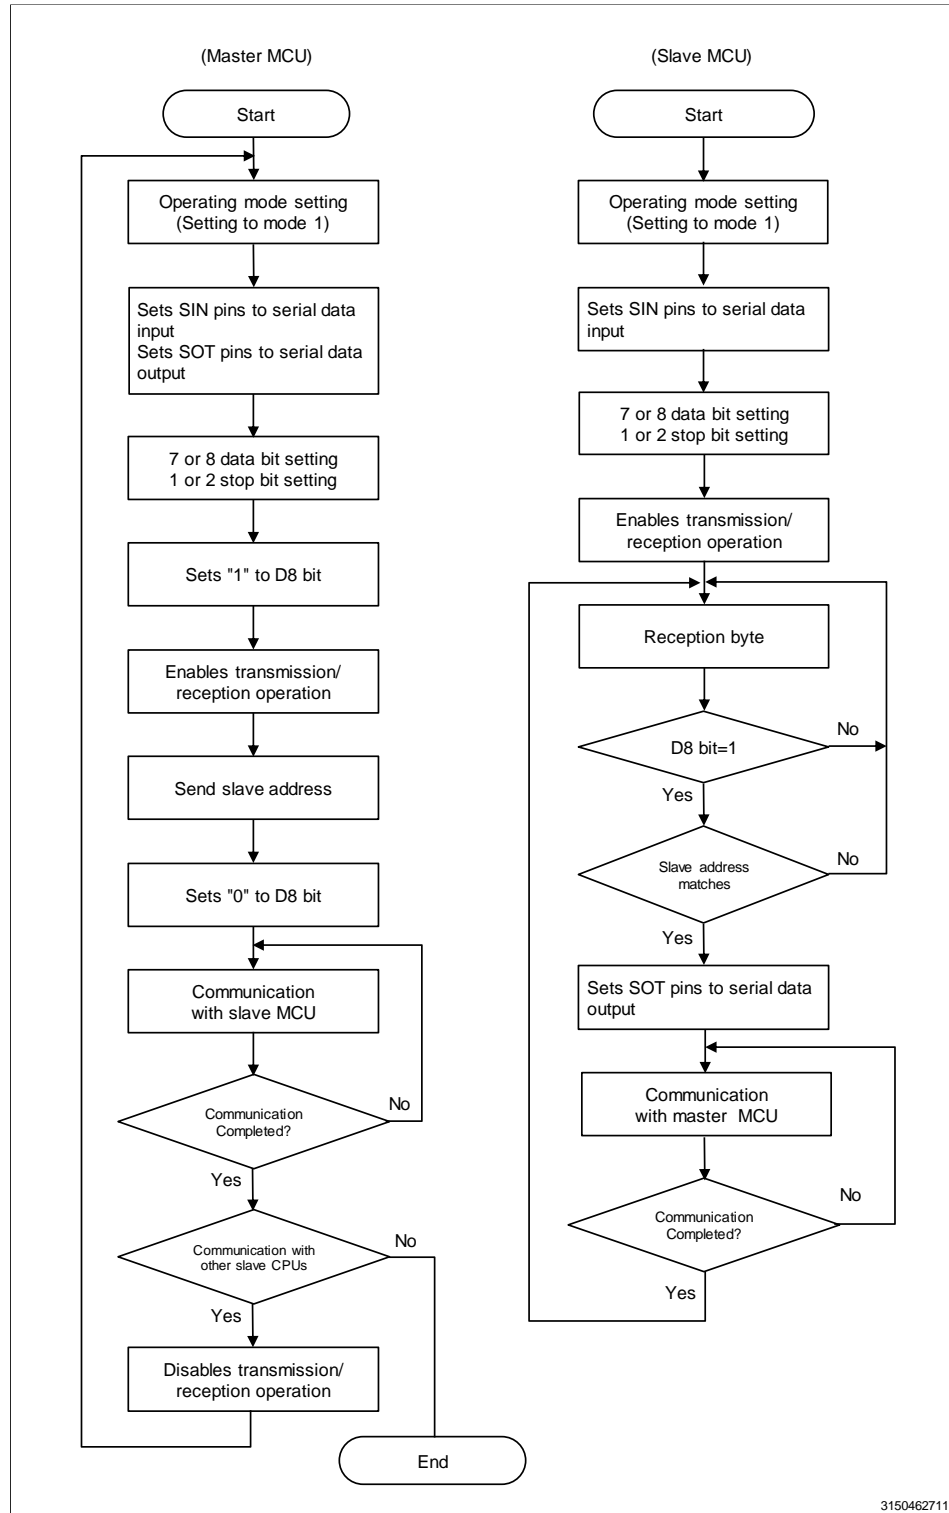 (Master MCU)
Start
Operating mode setting
(Setting to mode 1)
Sets SIN pins to serial data
input
Sets SOT pins to serial data
output
7 or 8 data bit setting
1 or 2 stop bit setting
Sets "1" to D8 bit
Enables transmission/
reception operation
Send slave address
Sets "0" to D8 bit
Communication
with slave MCU
Communication
Completed?
No
Yes
Communication with
other slave CPUs
No
Yes
Disables transmission/
reception operation
End
(Slave MCU)
Start
Operating mode setting
(Setting to mode 1)
Sets SIN pins to serial data
input
7 or 8 data bit setting
1 or 2 stop bit setting
Enables transmission/
reception operation
Reception byte
D8 bit=1
No
Yes
Slave address
matches
No
Yes
Sets SOT pins to serial data
output
Communication
with master MCU
Communication
Completed?
No
Yes
3150462711